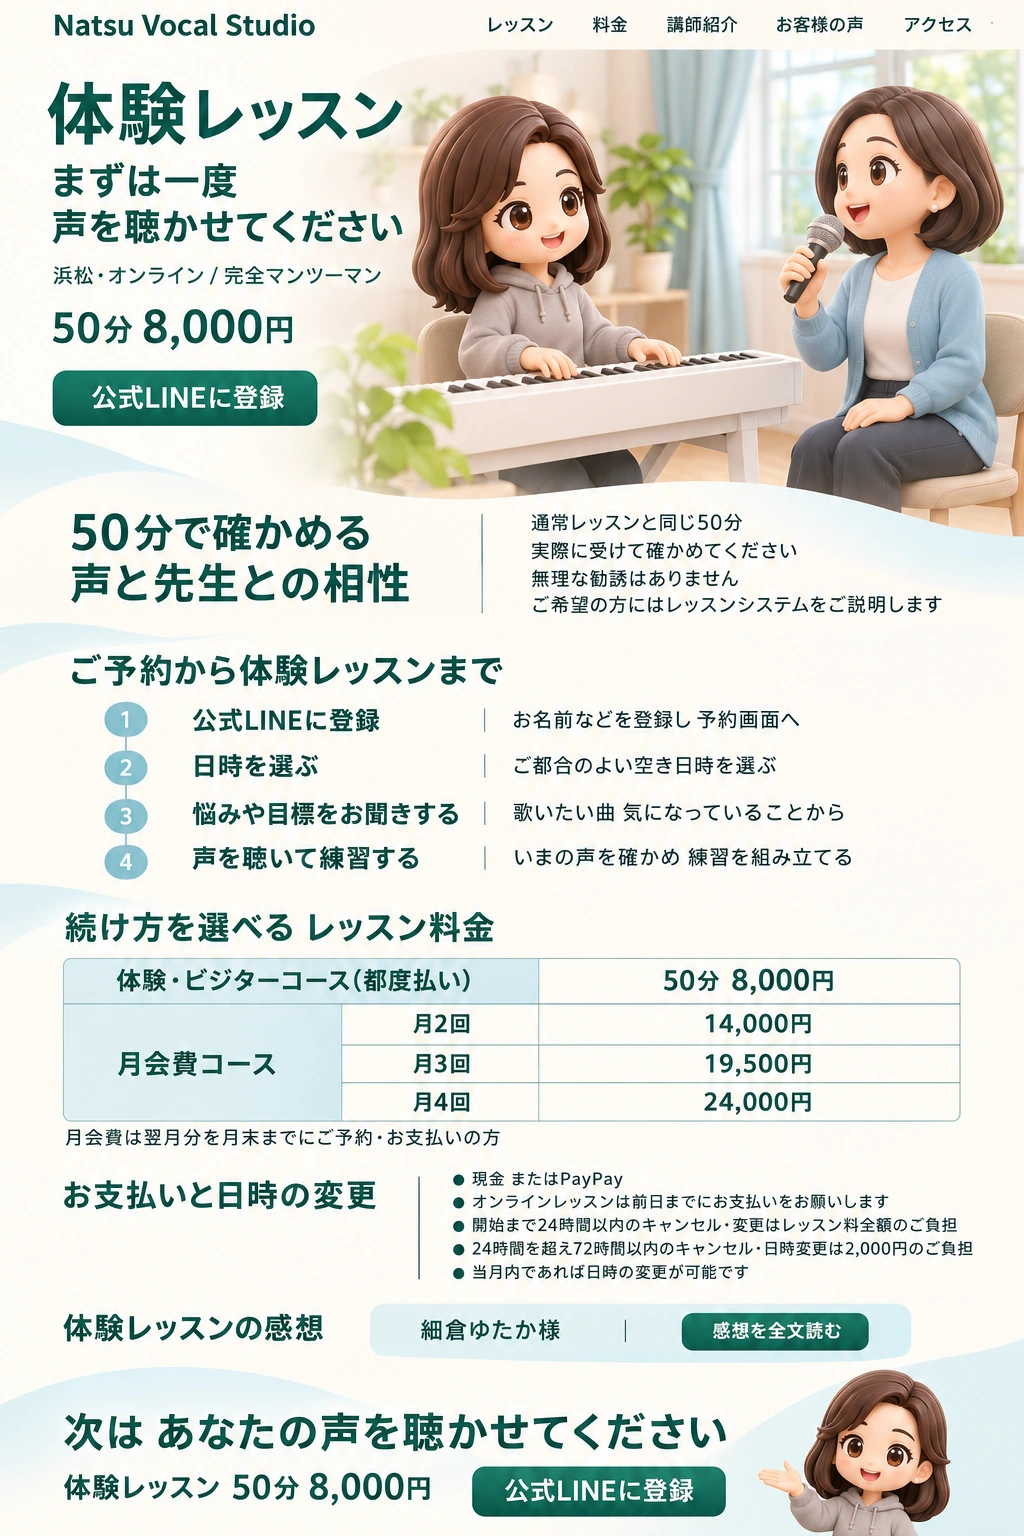 Natsu Vocal Studio
レッスン 料金 講師紹介 お客様の声 アクセス
体験レッスン
まずは一度
声を聴かせてください
浜松・オンライン / 完全マンツーマン
50分 8,000円
公式LINEに登録
50分で確かめる
声と先生との相性
通常レッスンと同じ50分
実際に受けて確かめてください
無理な勧誘はありません
ご希望の方にはレッスンシステムをご説明します
ご予約から体験レッスンまで
1 公式LINEに登録 お名前などを登録し 予約画面へ
2 日時を選ぶ ご都合のよい空き日時を選ぶ
3 悩みや目標をお聞きする 歌いたい曲 気になっていることから
4 声を聴いて練習する いまの声を確かめ 練習を組み立てる
続け方を選べる レッスン料金
体験・ビジターコース(都度払い) 50分 8,000円
月会費コース
月2回 14,000円
月3回 19,500円
月4回 24,000円
月会費は翌月分を月末までにご予約・お支払いの方
お支払いと日時の変更
● 現金 またはPayPay
● オンラインレッスンは前日までにお支払いをお願いします
● 開始まで24時間以内のキャンセル・変更はレッスン料全額のご負担
● 24時間を超え72時間以内のキャンセル・日時変更は2,000円のご負担
● 当月内であれば日時の変更が可能です
体験レッスンの感想 細倉ゆたか様 感想を全文読む
次は あなたの声を聴かせてください
体験レッスン 50分 8,000円 公式LINEに登録